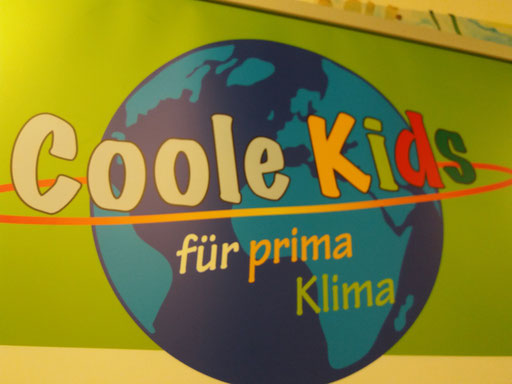 Coole Kids
für prima
Klima